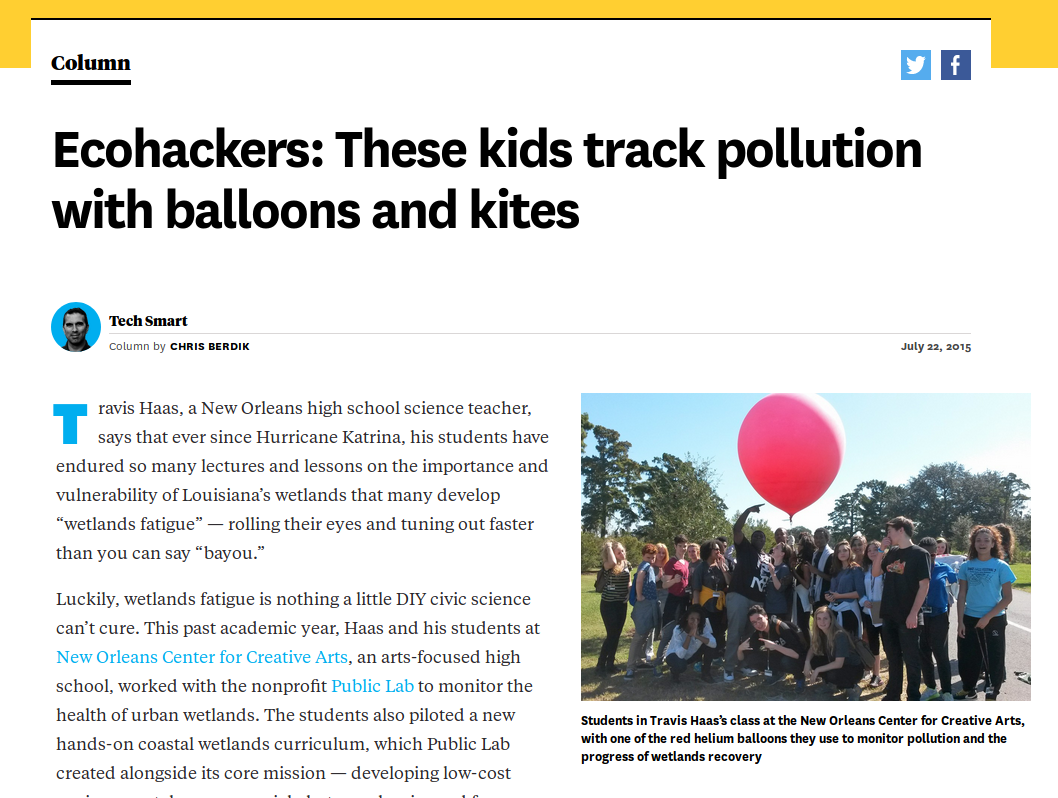 Column
Ecohackers: These kids track pollution
with balloons and kites
Tech Smart
Column by CHRIS BERDIK
July 22, 2015
Travis Haas, a New Orleans high school science teacher,
says that ever since Hurricane Katrina, his students have
endured so many lectures and lessons on the importance and
vulnerability of Louisiana’s wetlands that many develop
“wetlands fatigue” — rolling their eyes and tuning out faster
than you can say “bayou.”
Luckily, wetlands fatigue is nothing a little DIY civic science
can’t cure. This past academic year, Haas and his students at
New Orleans Center for Creative Arts, an arts-focused high
school, worked with the nonprofit Public Lab to monitor the
health of urban wetlands. The students also piloted a new
hands-on coastal wetlands curriculum, which Public Lab
created alongside its core mission — developing low-cost
Students in Travis Haas’s class at the New Orleans Center for Creative Arts,
with one of the red helium balloons they use to monitor pollution and the
progress of wetlands recovery